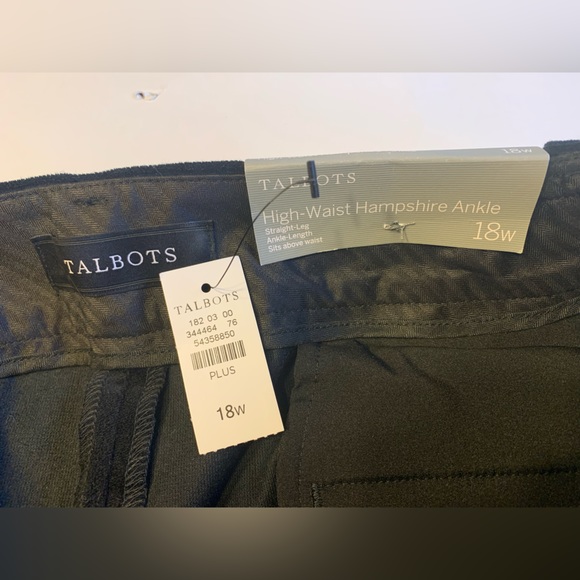 18W
TALBOTS
High-Waist Hampshire Ankle
Straight-Leg
Ankle-Length
Sits above waist
18W
TALBOTS
TALBOTS
182 03 00
344464 76
54358850
PLUS
18W